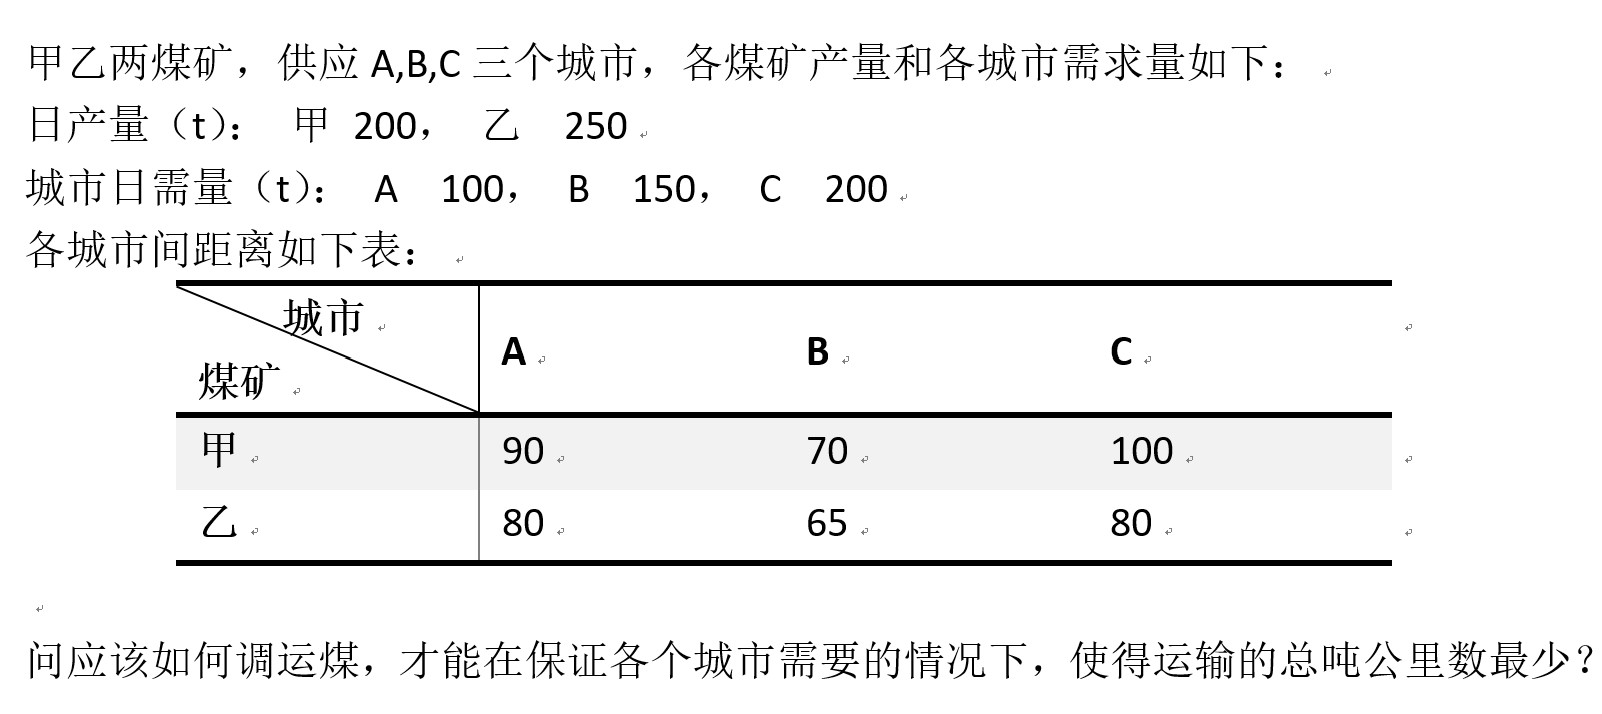 甲乙两煤矿，供应 A,B,C 三个城市，各煤矿产量和各城市需求量如下：
日产量（t）： 甲 200， 乙 250
城市日需量（t）： A 100， B 150， C 200
各城市间距离如下表：
城市
煤矿
A B C
甲 90 70 100
乙 80 65 80
问应该如何调运煤，才能在保证各个城市需要的情况下，使得运输的总吨公里数最少？